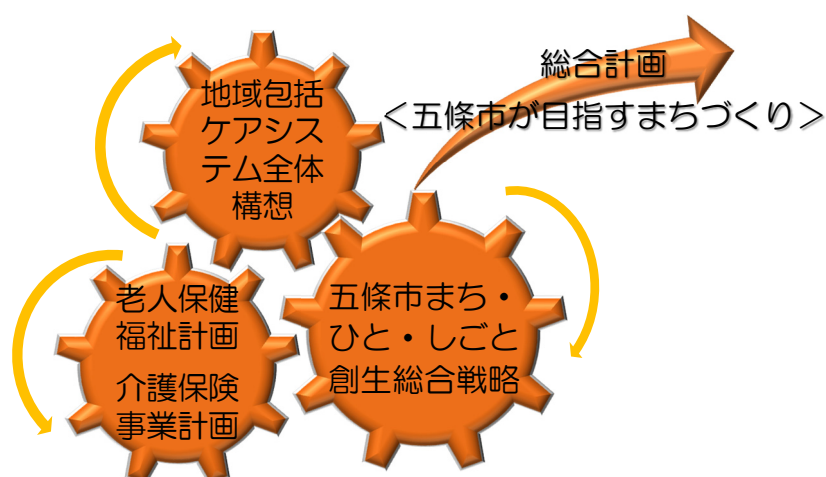 総合計画
＜五條市が目指すまちづくり＞
地域包括
ケアシス
テム全体
構想
老人保健
福祉計画
介護保険
事業計画
五條市まち・
ひと・しごと
創生総合戦略